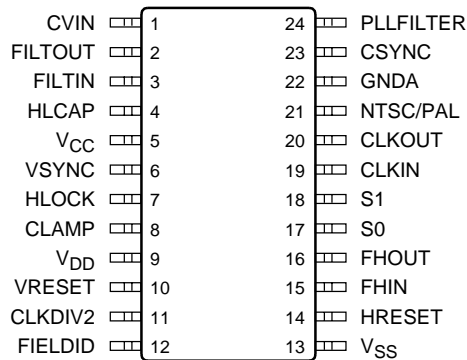 CVIN 1 24 PLLFILTER
FILTOUT 2 23 CSYNC
FILTIN 3 22 GNDA
HLCAP 4 21 NTSC/PAL
VCC 5 20 CLKOUT
VSYNC 6 19 CLKIN
HLOCK 7 18 S1
CLAMP 8 17 S0
VDD 9 16 FHOUT
VRESET 10 15 FHIN
CLKDIV2 11 14 HRESET
FIELDID 12 13 VSS